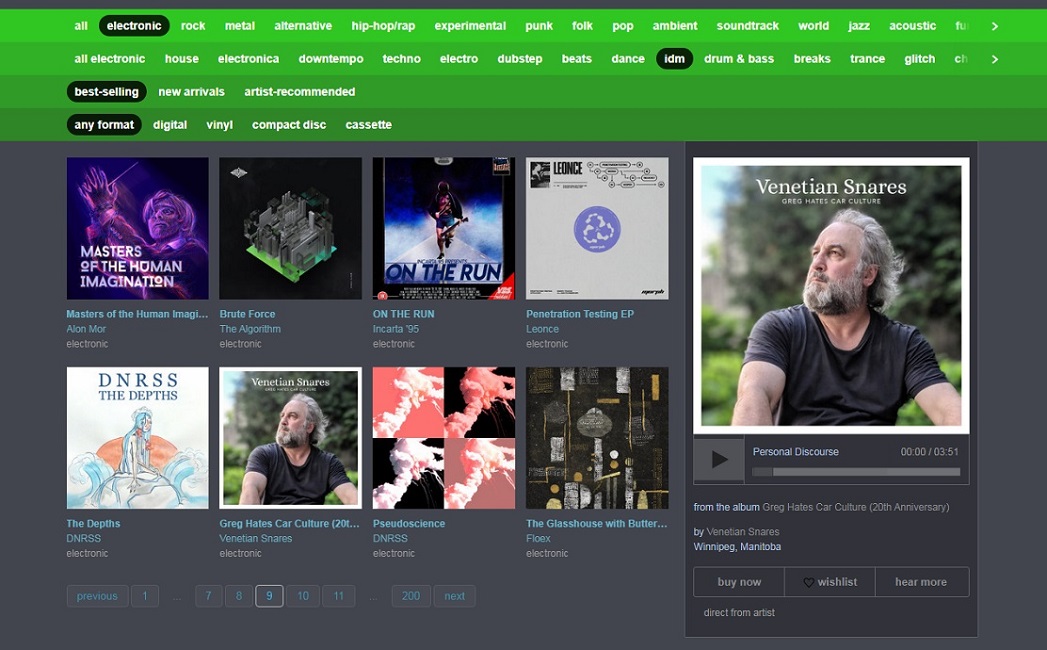 all electronic rock metal alternative hip-hop/rap experimental punk folk pop ambient soundtrack world jazz acoustic
all electronic house electronica downtempo techno electro dubstep beats dance idm drum & bass breaks trance glitch
best-selling new arrivals artist-recommended
any format digital vinyl compact disc cassette
MASTERS
OF THE HUMAN
IMAGINATION
INCARTA '95 PRESENTS
ON THE RUN
LEONCE
morph
Masters of the Human Imagi...
Alon Mor
electronic
Brute Force
The Algorithm
electronic
ON THE RUN
Incarta '95
electronic
Penetration Testing EP
Leonce
electronic
DNRSS
THE DEPTHS
Venetian Snares
GREG HATES CAR CULTURE
The Depths
DNRSS
electronic
Greg Hates Car Culture (20t...
Venetian Snares
electronic
Pseudoscience
DNRSS
electronic
The Glasshouse with Butter...
Floex
electronic
previous 1 ... 7 8 9 10 11 ... 200 next
Venetian Snares
GREG HATES CAR CULTURE
Personal Discourse 00:00 / 03:51
from the album Greg Hates Car Culture (20th Anniversary)
by Venetian Snares
Winnipeg, Manitoba
buy now wishlist hear more
direct from artist